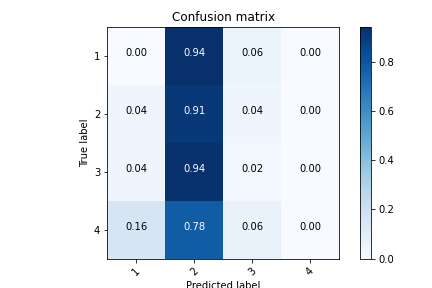 Confusion matrix
1 0.00 0.94 0.06 0.00
2 0.04 0.91 0.04 0.00
3 0.04 0.94 0.02 0.00
4 0.16 0.78 0.06 0.00
1 2 3 4
True label
Predicted label
0.8
0.6
0.4
0.2
0.0